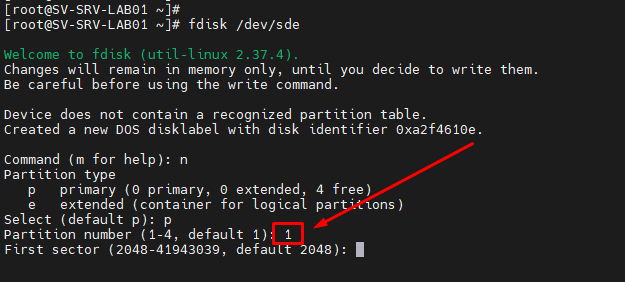 [root@SV-SRV-LAB01 ~]#
[root@SV-SRV-LAB01 ~]# fdisk /dev/sde
Welcome to fdisk (util-linux 2.37.4).
Changes will remain in memory only, until you decide to write them.
Be careful before using the write command.
Device does not contain a recognized partition table.
Created a new DOS disklabel with disk identifier 0xa2f4610e.
Command (m for help): n
Partition type
p primary (0 primary, 0 extended, 4 free)
e extended (container for logical partitions)
Select (default p): p
Partition number (1-4, default 1): 1
First sector (2048-41943039, default 2048):